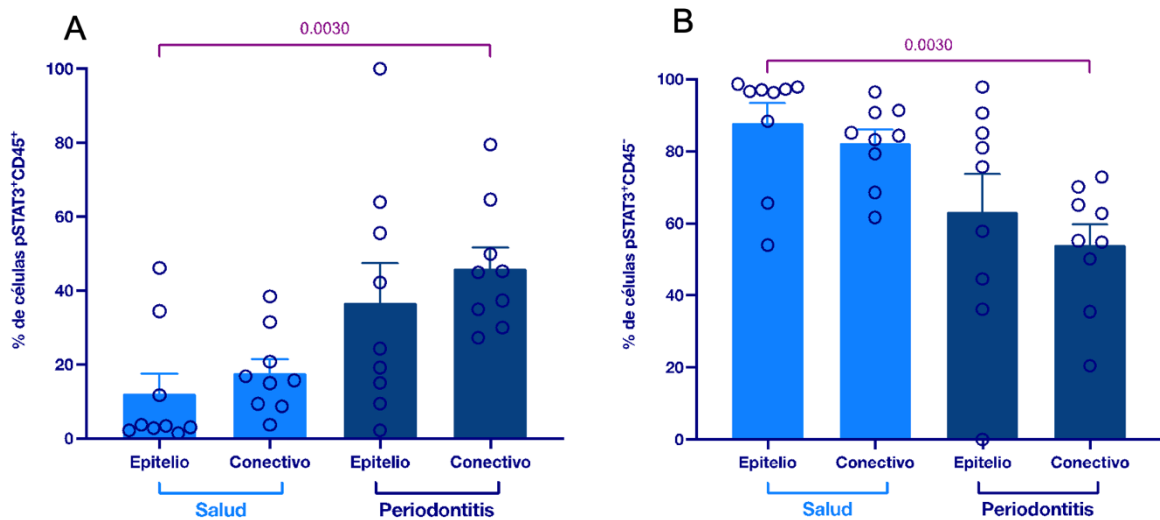 A
0.0030
% de células pSTAT3⁺CD45⁺
100
80
60
40
20
0
Epitelio Conectivo Epitelio Conectivo
Salud Periodontitis
B
0.0030
% de células pSTAT3⁺CD45⁻
100
80
60
40
20
0
Epitelio Conectivo Epitelio Conectivo
Salud Periodontitis